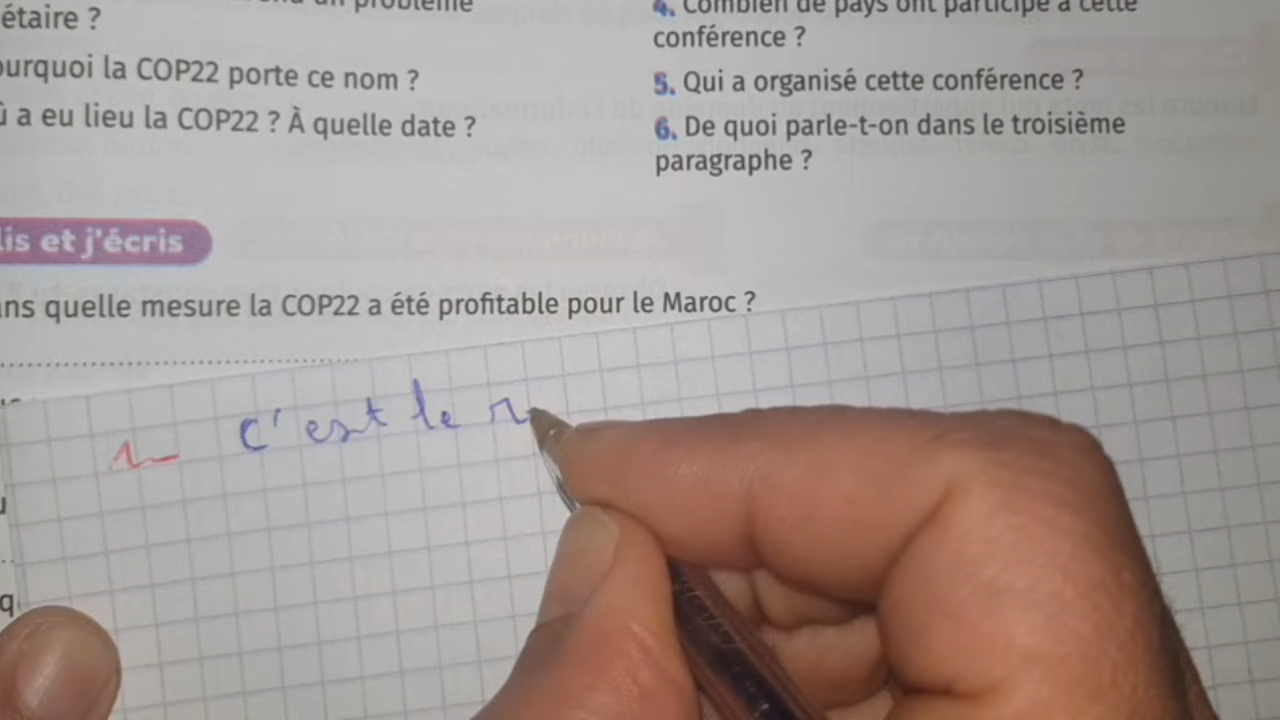 un problème
étaire ?
ourquoi la COP22 porte ce nom ?
ù a eu lieu la COP22 ? À quelle date ?
4. Combien de pays ont participé à cette
conférence ?
5. Qui a organisé cette conférence ?
6. De quoi parle-t-on dans le troisième
paragraphe ?
lis et j'écris
ans quelle mesure la COP22 a été profitable pour le Maroc ?
1 C'est le r